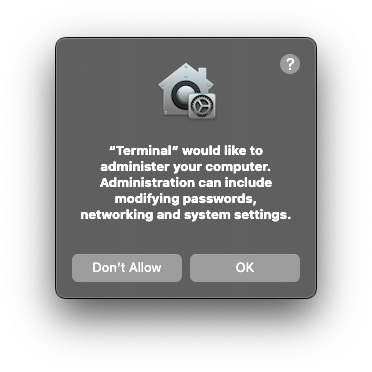 ?
“Terminal” would like to
administer your computer.
Administration can include
modifying passwords,
networking and system settings.
Don’t Allow
OK